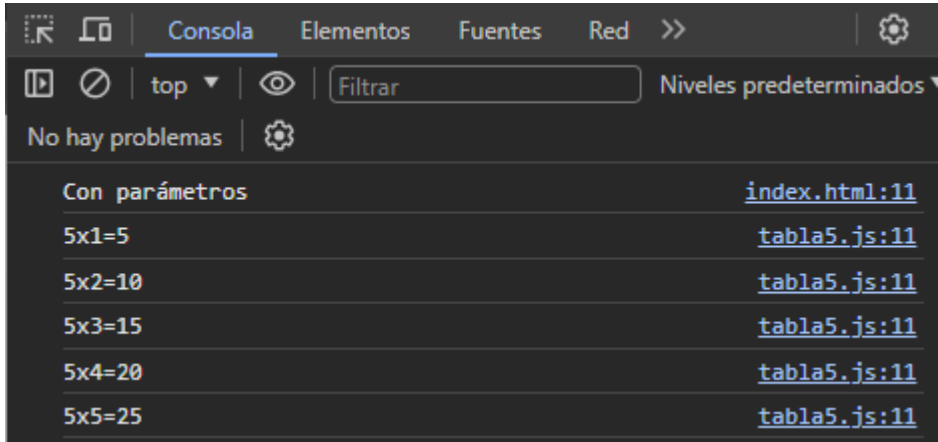 Consola Elementos Fuentes Red
top Filtrar Niveles predeterminados
No hay problemas
Con parámetros index.html:11
5x1=5 tabla5.js:11
5x2=10 tabla5.js:11
5x3=15 tabla5.js:11
5x4=20 tabla5.js:11
5x5=25 tabla5.js:11